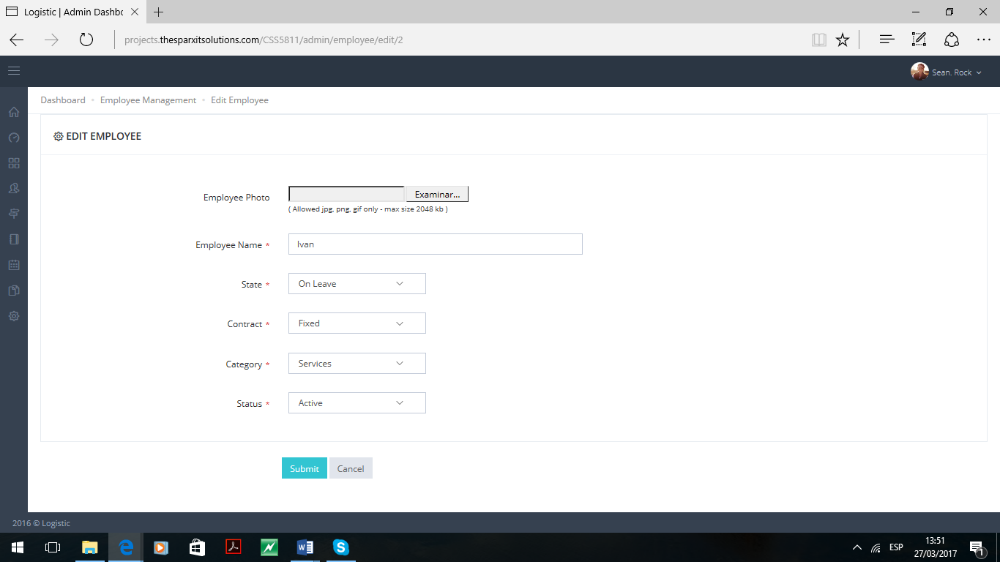 Logistic | Admin Dashbo
projects.thesparxitsolutions.com/CSS5811/admin/employee/edit/2
Sean. Rock
Dashboard Employee Management Edit Employee
EDIT EMPLOYEE
Employee Photo Examinar...
( Allowed jpg, png, gif only - max size 2048 kb )
Employee Name * Ivan
State * On Leave
Contract * Fixed
Category * Services
Status * Active
Submit Cancel
2016 © Logistic
ESP 13:51
27/03/2017 1